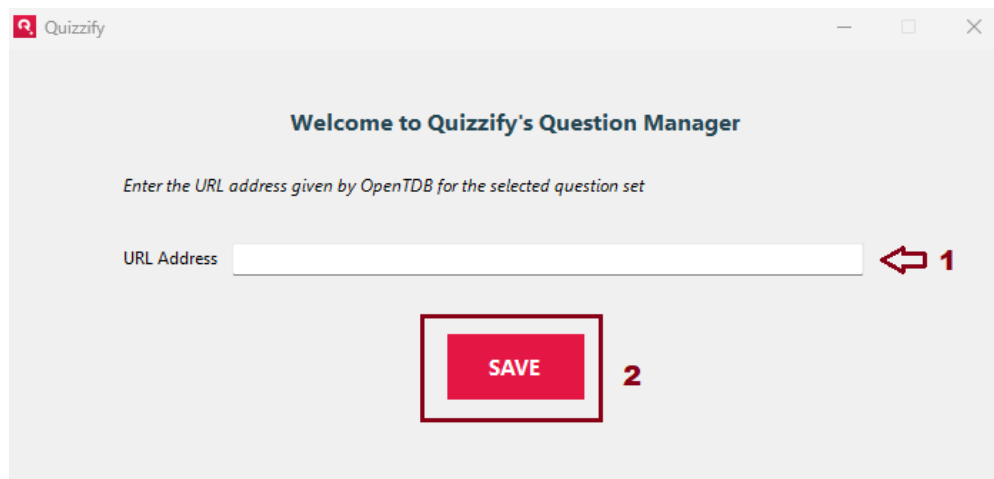 Quizzify
Welcome to Quizzify's Question Manager
Enter the URL address given by OpenTDB for the selected question set
URL Address
1
SAVE
2